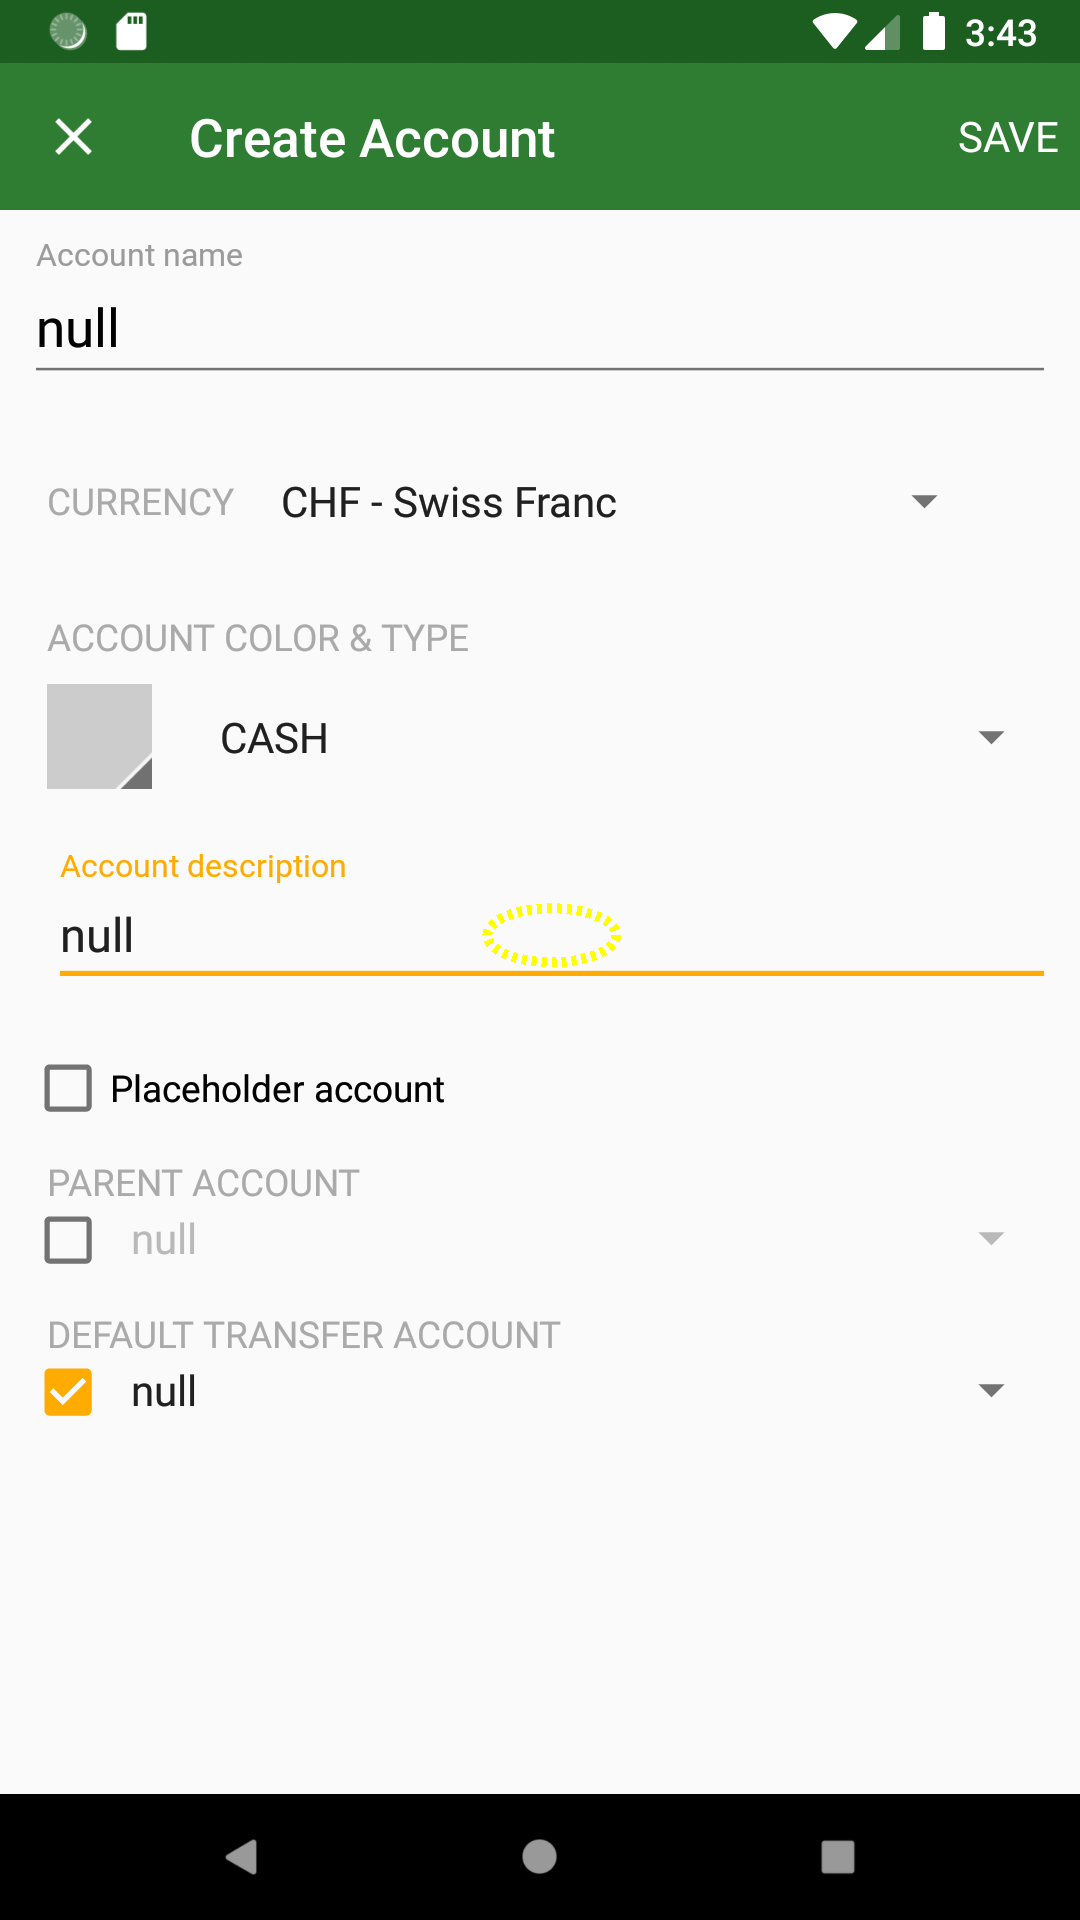 3:43
Create Account
SAVE
Account name
null
CURRENCY CHF - Swiss Franc
ACCOUNT COLOR & TYPE
CASH
Account description
null
Placeholder account
PARENT ACCOUNT
null
DEFAULT TRANSFER ACCOUNT
null